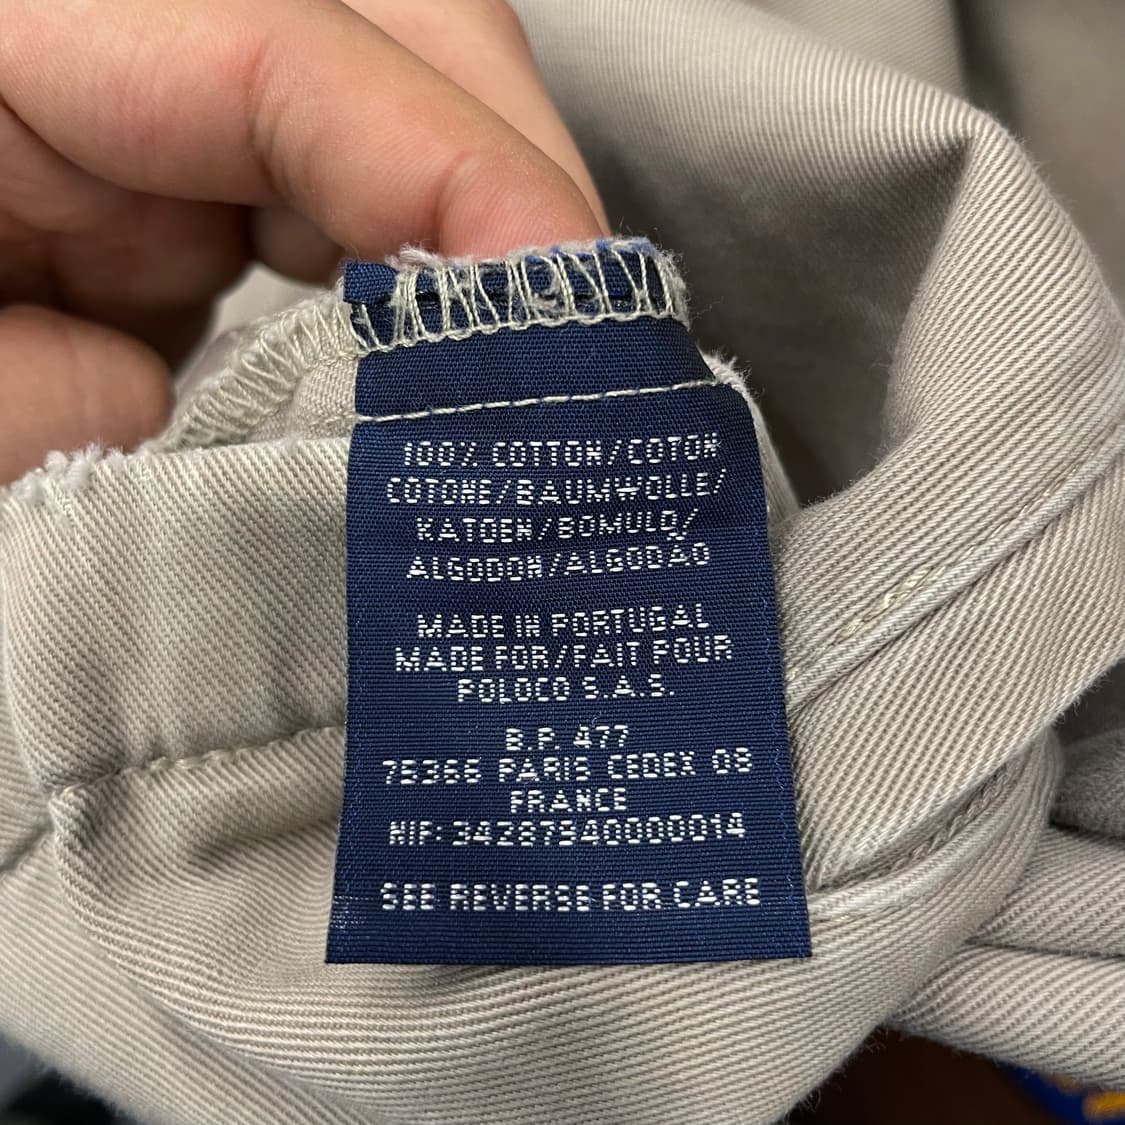 100% COTTON/COTON
COTONE/BAUMWOLLE/
KATOEN/BOMULD/
ALGODON/ALGODÃO
MADE IN PORTUGAL
MADE FOR/FAIT POUR
POLOCO S.A.S.
B.P. 477
75366 PARIS CEDEX 08
FRANCE
NIF: 34287340000014
SEE REVERSE FOR CARE